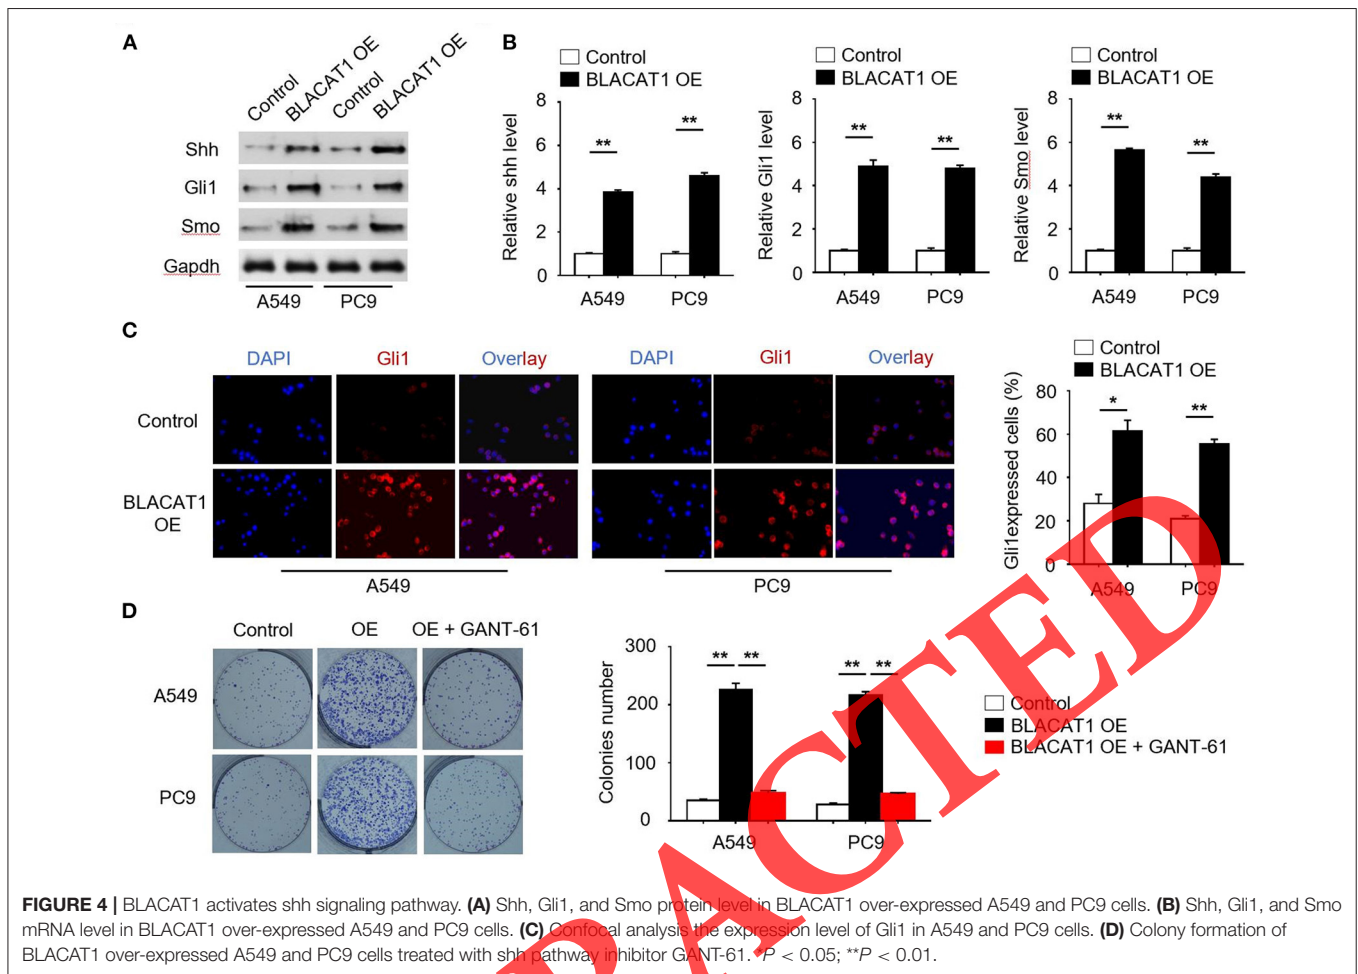 A
Control
BLACAT1 OE
Control
BLACAT1 OE
Shh
Gli1
Smo
Gapdh
A549 PC9
B
Control
BLACAT1 OE
Relative shh level
8
6
4
2
0
** **
A549 PC9
Control
BLACAT1 OE
Relative Gli1 level
8
6
4
2
0
** **
A549 PC9
Control
BLACAT1 OE
Relative Smo level
8
6
4
2
0
** **
A549 PC9
C
DAPI Gli1 Overlay DAPI Gli1 Overlay
Control
BLACAT1
OE
A549 PC9
Control
BLACAT1 OE
Gli1expressed cells (%)
80
60
40
20
0
* **
A549 PC9
D
Control OE OE + GANT-61
A549
PC9
Colonies number
300
200
100
0
** ** ** **
A549 PC9
Control
BLACAT1 OE
BLACAT1 OE + GANT-61
FIGURE 4 | BLACAT1 activates shh signaling pathway. (A) Shh, Gli1, and Smo protein level in BLACAT1 over-expressed A549 and PC9 cells. (B) Shh, Gli1, and Smo
mRNA level in BLACAT1 over-expressed A549 and PC9 cells. (C) Confocal analysis the expression level of Gli1 in A549 and PC9 cells. (D) Colony formation of
BLACAT1 over-expressed A549 and PC9 cells treated with shh pathway inhibitor GANT-61. *P < 0.05; **P < 0.01.
RACTED